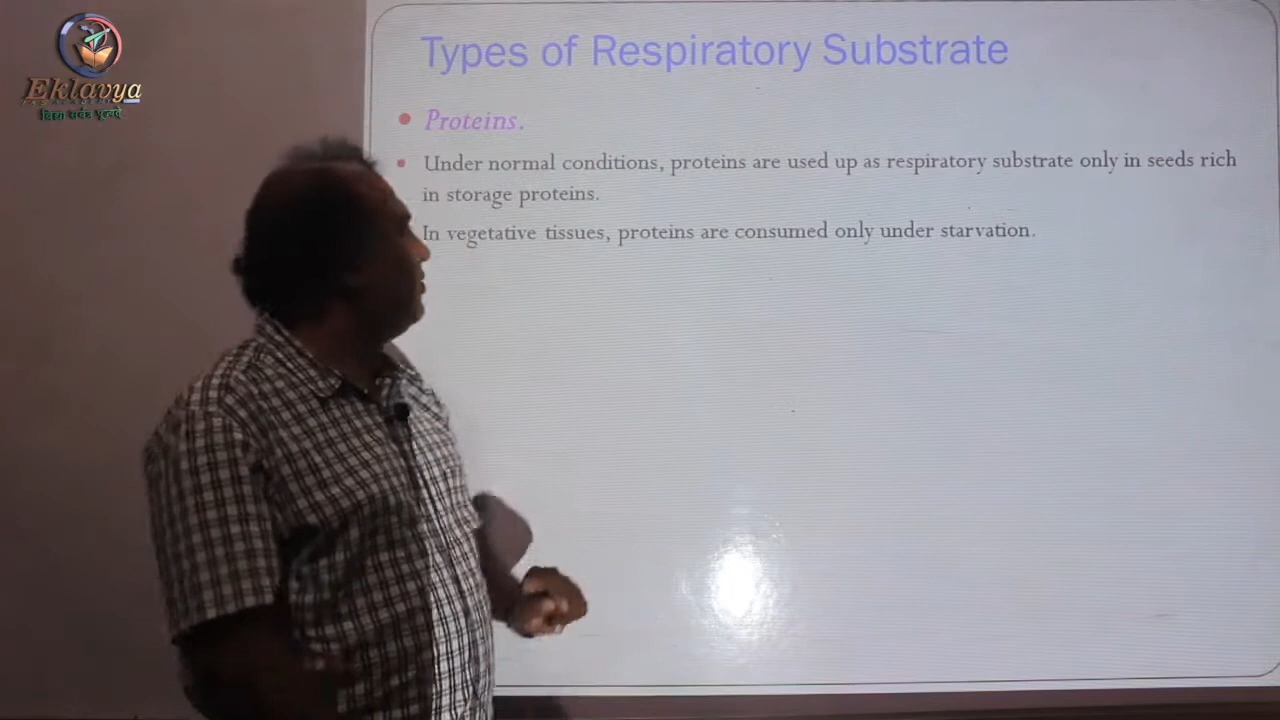 Eklavya
Types of Respiratory Substrate
Proteins.
Under normal conditions, proteins are used up as respiratory substrate only in seeds rich
in storage proteins.
In vegetative tissues, proteins are consumed only under starvation.